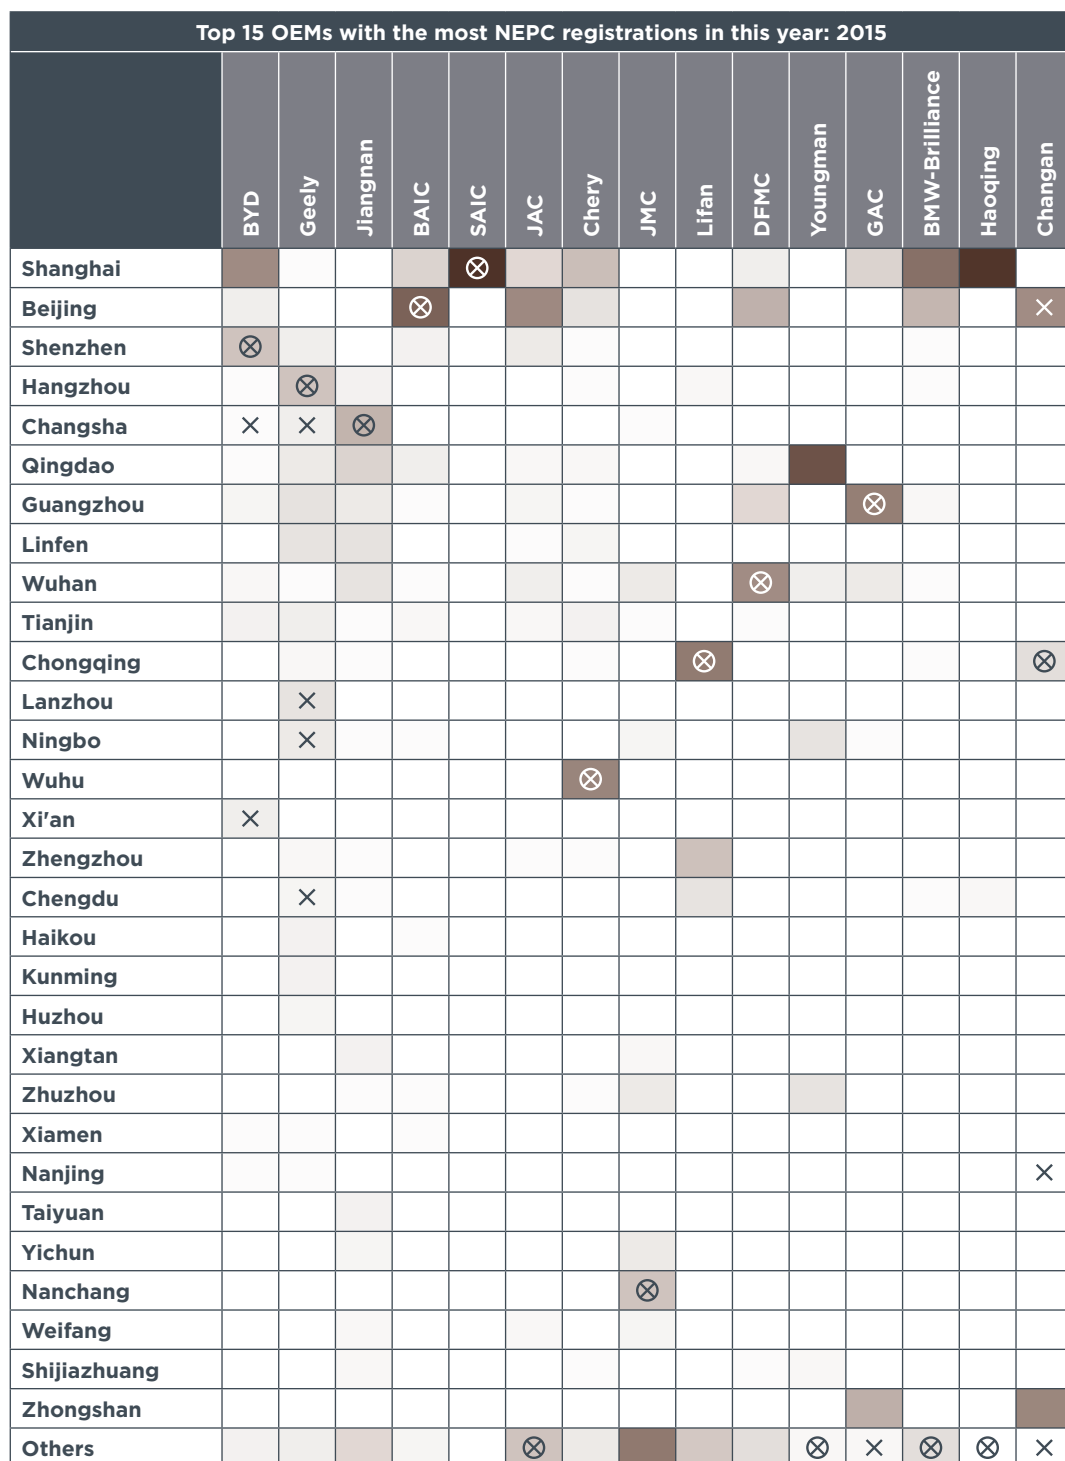 Top 15 OEMs with the most NEPC registrations in this year: 2015
BYD
Geely
Jiangnan
BAIC
SAIC
JAC
Chery
JMC
Lifan
DFMC
Youngman
GAC
BMW-Brilliance
Haoqing
Changan
Shanghai
Beijing
Shenzhen
Hangzhou
Changsha
Qingdao
Guangzhou
Linfen
Wuhan
Tianjin
Chongqing
Lanzhou
Ningbo
Wuhu
Xi'an
Zhengzhou
Chengdu
Haikou
Kunming
Huzhou
Xiangtan
Zhuzhou
Xiamen
Nanjing
Taiyuan
Yichun
Nanchang
Weifang
Shijiazhuang
Zhongshan
Others